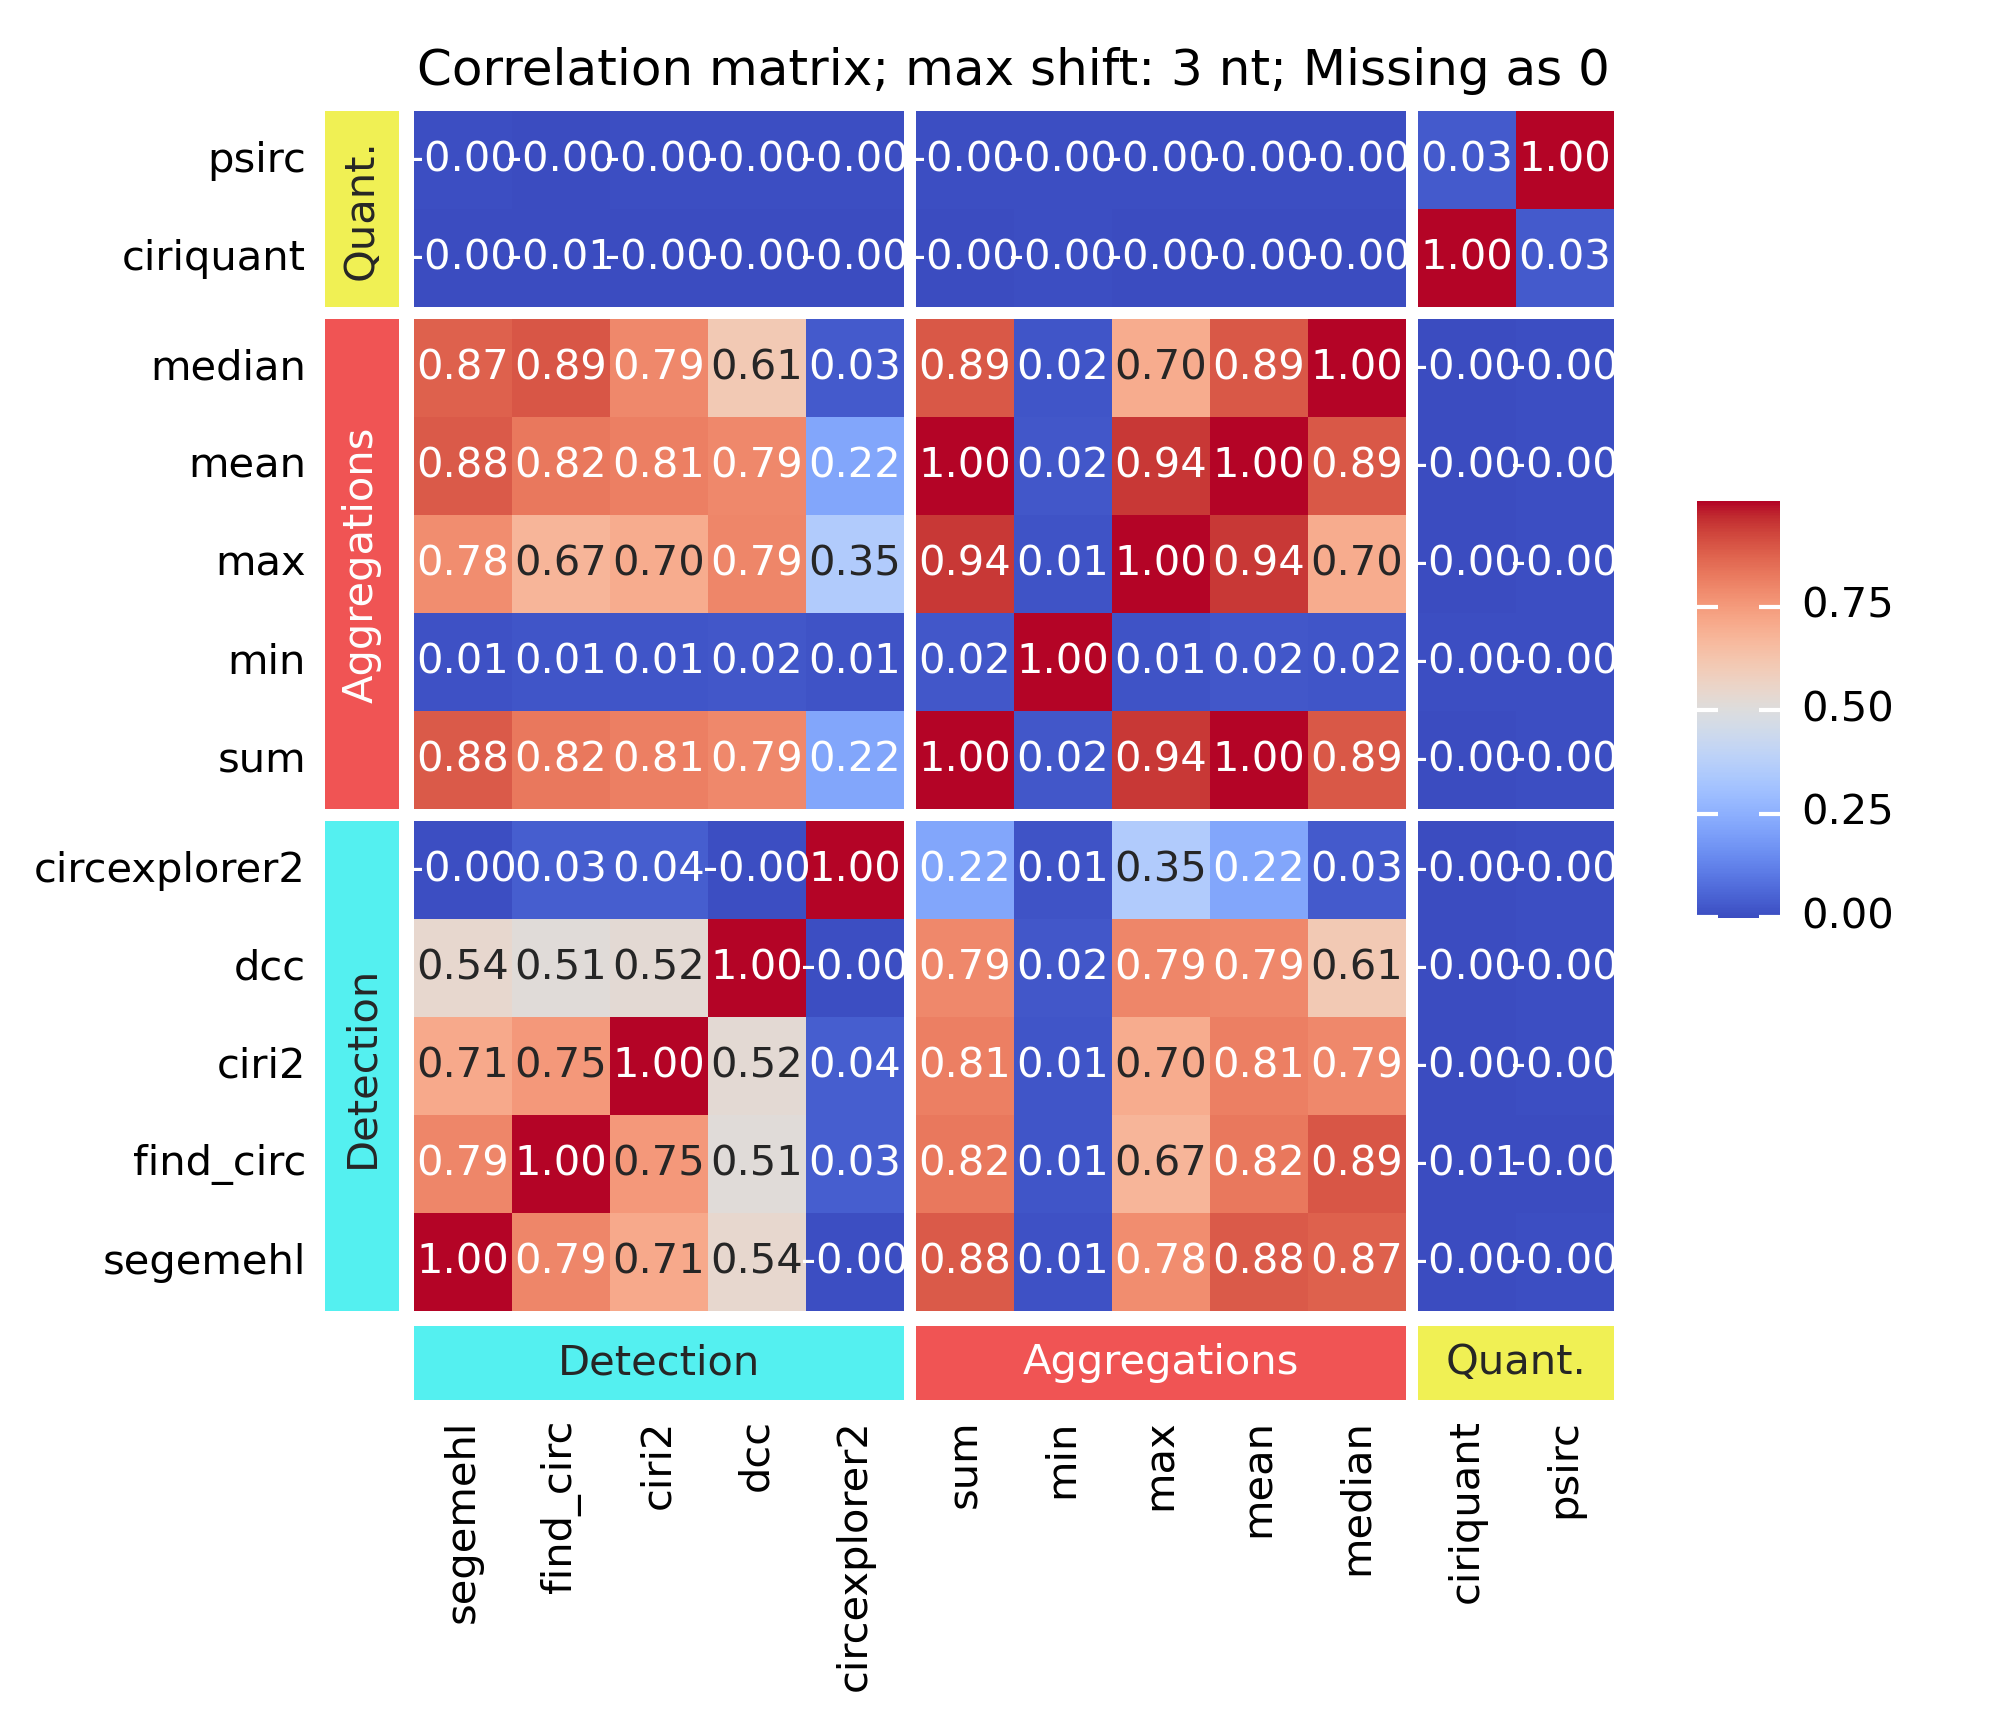 Correlation matrix; max shift: 3 nt; Missing as 0
psirc -0.00 -0.00 -0.00 -0.00 -0.00 -0.00 -0.00 -0.00 -0.00 -0.00 0.03 1.00
ciriquant -0.00 -0.01 -0.00 -0.00 -0.00 -0.00 -0.00 -0.00 -0.00 -0.00 1.00 0.03
Quant.
median 0.87 0.89 0.79 0.61 0.03 0.89 0.02 0.70 0.89 1.00 -0.00 -0.00
mean 0.88 0.82 0.81 0.79 0.22 1.00 0.02 0.94 1.00 0.89 -0.00 -0.00
max 0.78 0.67 0.70 0.79 0.35 0.94 0.01 1.00 0.94 0.70 -0.00 -0.00
min 0.01 0.01 0.01 0.02 0.01 0.02 1.00 0.01 0.02 0.02 -0.00 -0.00
sum 0.88 0.82 0.81 0.79 0.22 1.00 0.02 0.94 1.00 0.89 -0.00 -0.00
Aggregations
circexplorer2 -0.00 0.03 0.04 -0.00 1.00 0.22 0.01 0.35 0.22 0.03 -0.00 -0.00
dcc 0.54 0.51 0.52 1.00 -0.00 0.79 0.02 0.79 0.79 0.61 -0.00 -0.00
ciri2 0.71 0.75 1.00 0.52 0.04 0.81 0.01 0.70 0.81 0.79 -0.00 -0.00
find_circ 0.79 1.00 0.75 0.51 0.03 0.82 0.01 0.67 0.82 0.89 -0.01 -0.00
segemehl 1.00 0.79 0.71 0.54 -0.00 0.88 0.01 0.78 0.88 0.87 -0.00 -0.00
Detection
Detection Aggregations Quant.
segemehl find_circ ciri2 dcc circexplorer2 sum min max mean median ciriquant psirc
0.75
0.50
0.25
0.00